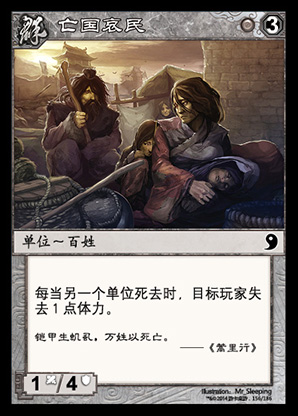 群 亡国哀民 3
单位～百姓
每当另一个单位死去时，目标玩家失
去1点体力。
铠甲生虮虱，万姓以死亡。
——《蒿里行》
1 / 4
Illustration: Mr_Sleeping